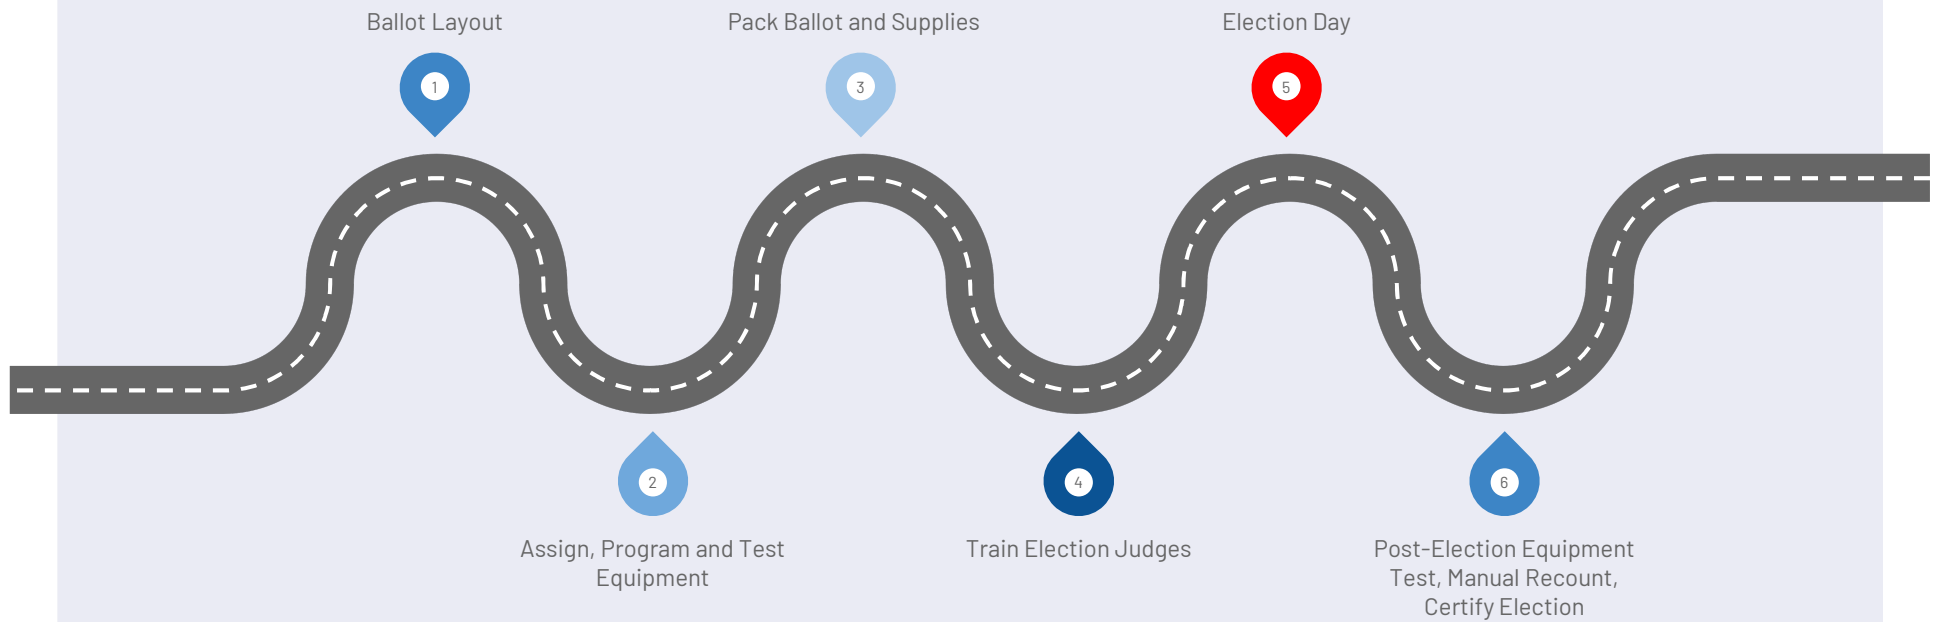 Ballot Layout
1
Pack Ballot and Supplies
3
Election Day
5
2
Assign, Program and Test
Equipment
4
Train Election Judges
6
Post-Election Equipment
Test, Manual Recount,
Certify Election